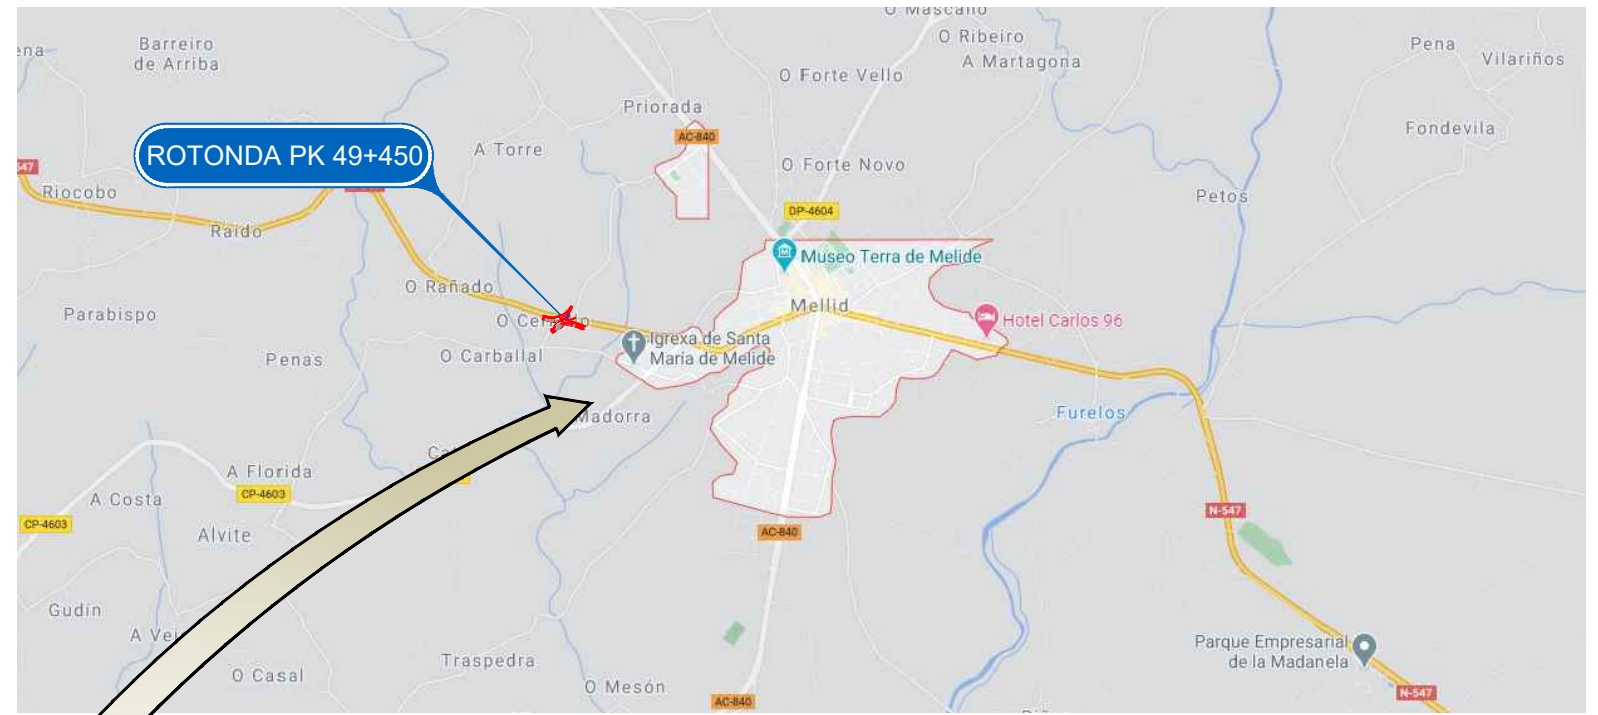 O Mascaño
O Ribeiro
A Martagona
Pena
Vilariños
Barreiro
de Arriba
O Forte Vello
Priorada
AC-840
Fondevila
ROTONDA PK 49+450
A Torre
O Forte Novo
47
Riocobo
Petos
DP-4604
Raído
Museo Terra de Melide
O Rañado
Mellid
Parabispo
Hotel Carlos 96
Igrexa de Santa
María de Melide
O Carballal
Penas
Madorra
Furelos
A Florida
CP-4603
A Costa
CP-4603
Alvite
AC-840
N-547
Gudín
Parque Empresarial
de la Madanela
Traspedra
O Casal
O Mesón
AC-840
N-547